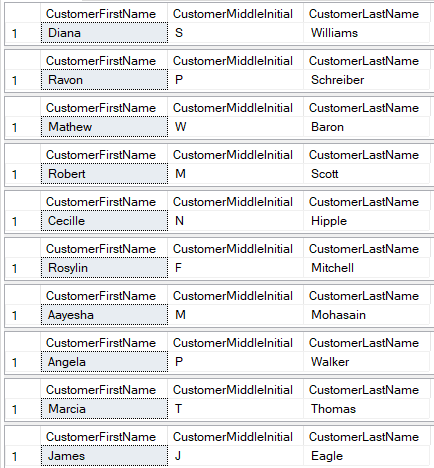 CustomerFirstName CustomerMiddleInitial CustomerLastName
1 Diana S Williams
CustomerFirstName CustomerMiddleInitial CustomerLastName
1 Ravon P Schreiber
CustomerFirstName CustomerMiddleInitial CustomerLastName
1 Mathew W Baron
CustomerFirstName CustomerMiddleInitial CustomerLastName
1 Robert M Scott
CustomerFirstName CustomerMiddleInitial CustomerLastName
1 Cecille N Hipple
CustomerFirstName CustomerMiddleInitial CustomerLastName
1 Rosylin F Mitchell
CustomerFirstName CustomerMiddleInitial CustomerLastName
1 Aayesha M Mohasain
CustomerFirstName CustomerMiddleInitial CustomerLastName
1 Angela P Walker
CustomerFirstName CustomerMiddleInitial CustomerLastName
1 Marcia T Thomas
CustomerFirstName CustomerMiddleInitial CustomerLastName
1 James J Eagle